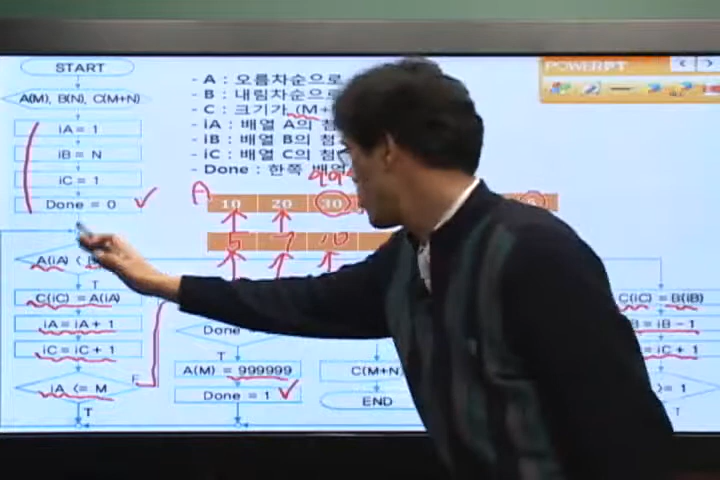 START
A(M), B(N), C(M+N)
iA = 1
iB = N
iC = 1
Done = 0
- A : 오름차순으로
- B : 내림차순으로
- C : 크기가 (M+
- iA : 배열 A의 첨
- iB : 배열 B의 첨
- iC : 배열 C의 첨
- Done : 한쪽 배열
POWERPT
A
10 20 30
5 7 10
A(iA) <
T
C(iC) = A(iA)
iA = iA + 1
iC = iC + 1
iA <= M
F
T
Done
T
A(M) = 999999
Done = 1
C(M+N
END
C(iC) = B(iB)
iB = iB - 1
iC = iC + 1
>= 1
T